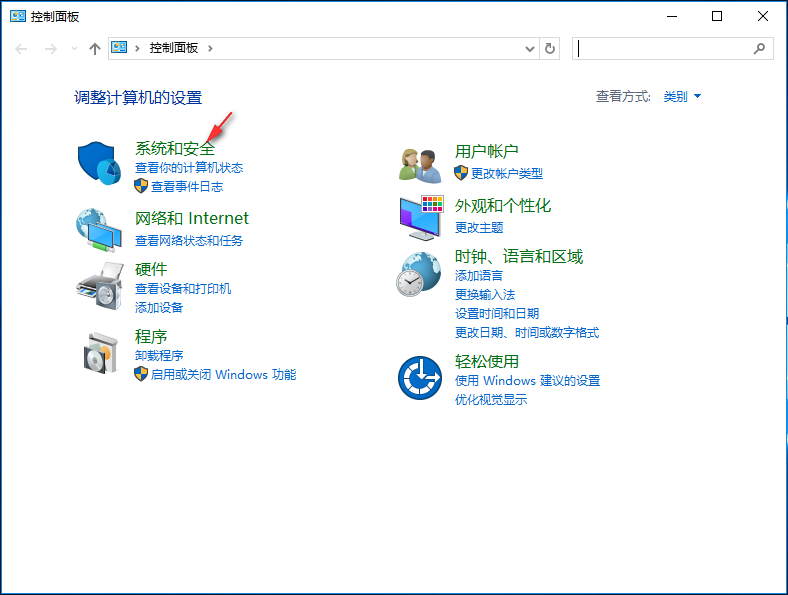 控制面板
控制面板
调整计算机的设置
查看方式: 类别
系统和安全
查看你的计算机状态
查看事件日志
网络和 Internet
查看网络状态和任务
硬件
查看设备和打印机
添加设备
程序
卸载程序
启用或关闭 Windows 功能
用户帐户
更改帐户类型
外观和个性化
更改主题
时钟、语言和区域
添加语言
更换输入法
设置时间和日期
更改日期、时间或数字格式
轻松使用
使用 Windows 建议的设置
优化视觉显示